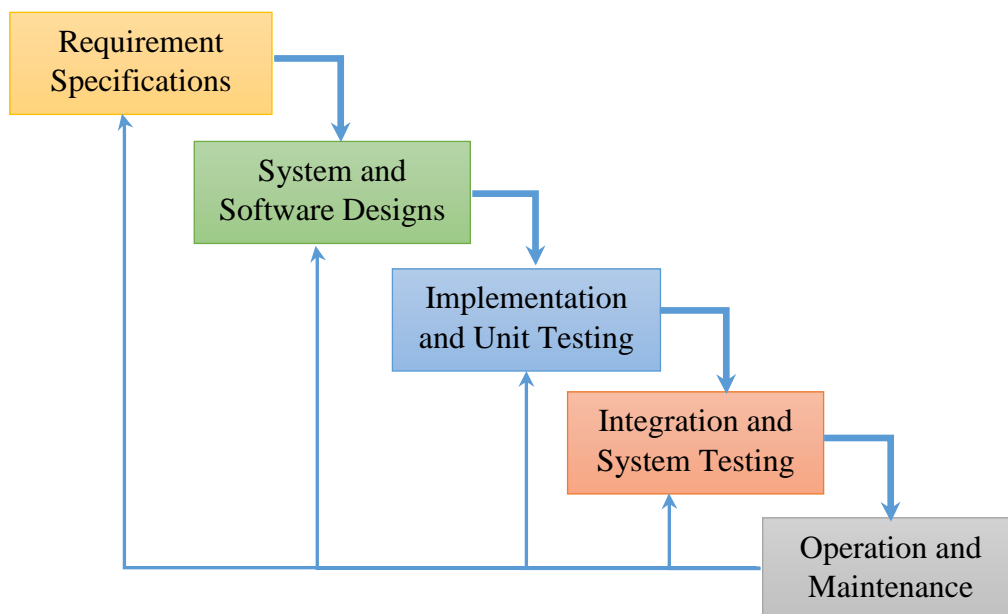 Requirement
Specifications
System and
Software Designs
Implementation
and Unit Testing
Integration and
System Testing
Operation and
Maintenance